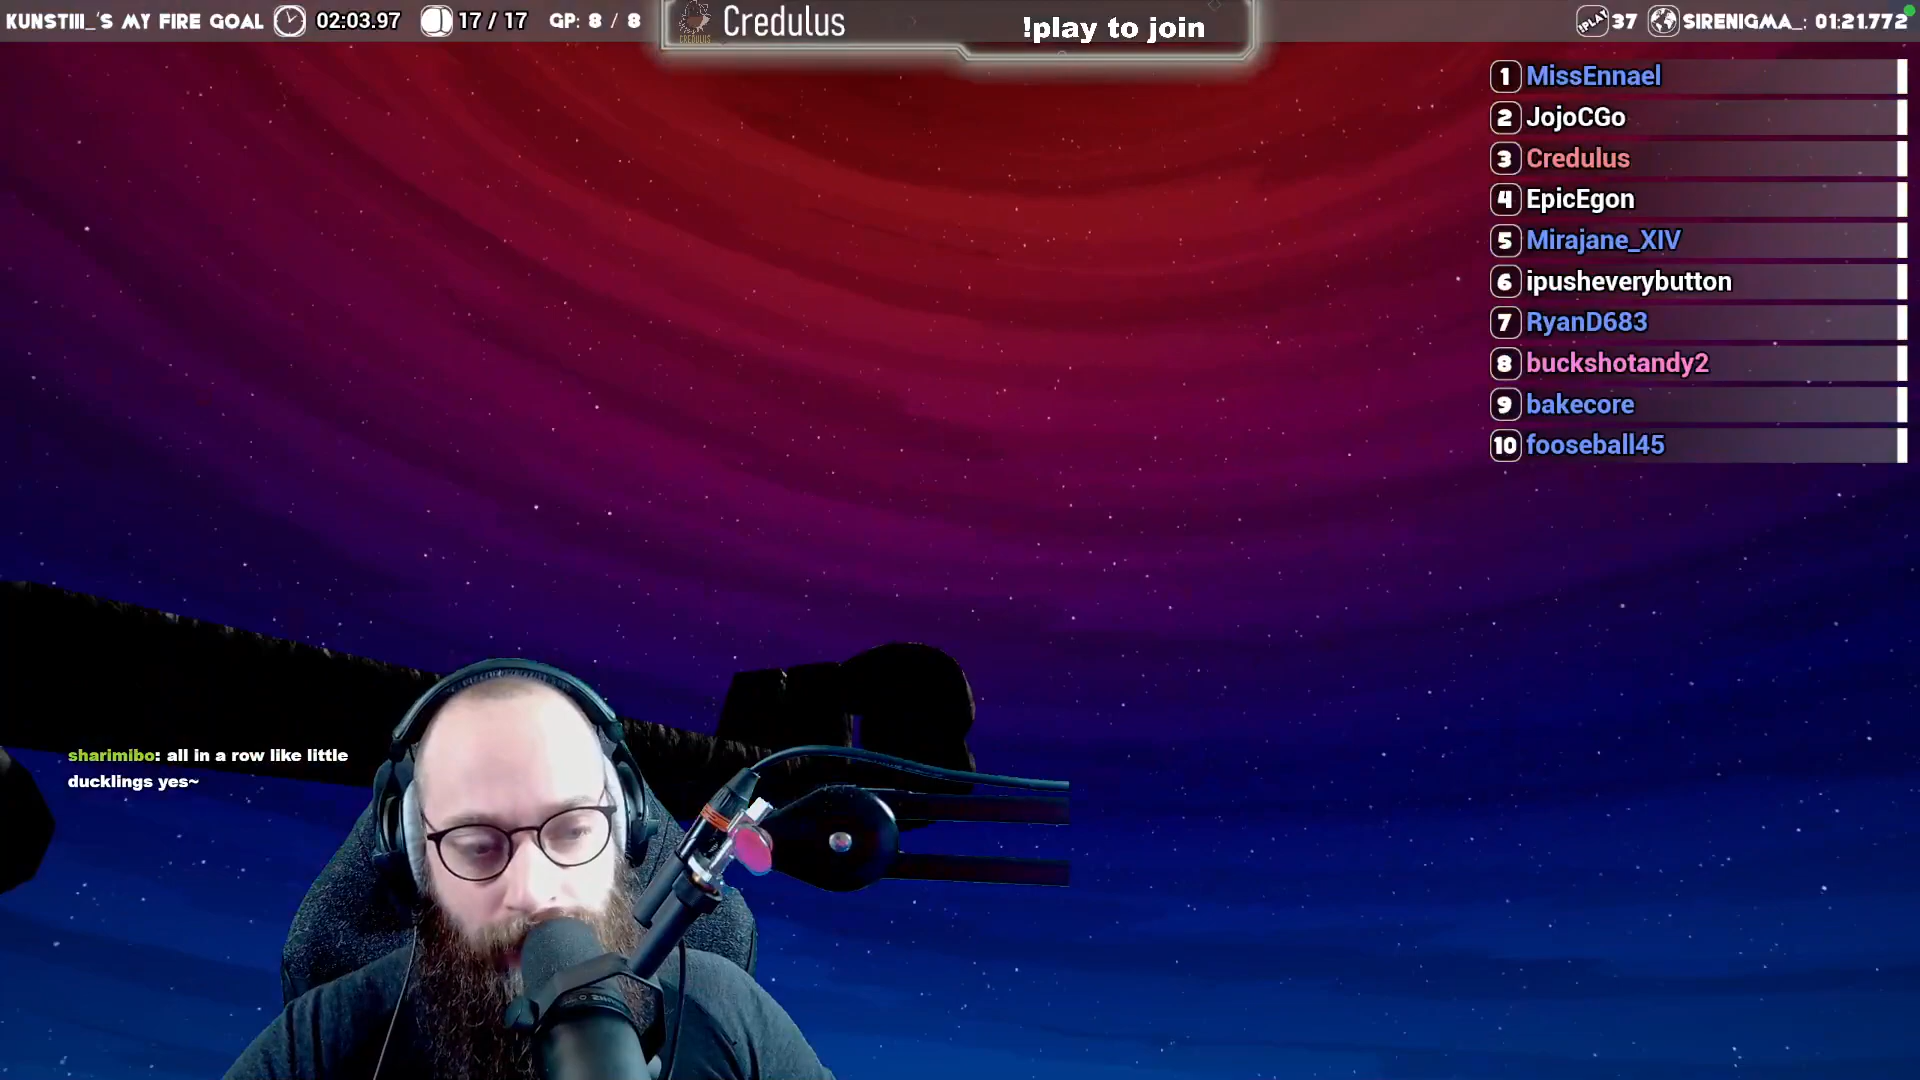 KUNSTIII_'S MY FIRE GOAL 02:03.97 17 / 17 GP: 8 / 8 Credulus !play to join !PLAY 37 SIRENIGMA_: 01:21.772
CREDULUS
1 MissEnnael
2 JojoCGo
3 Credulus
4 EpicEgon
5 Mirajane_XIV
6 ipusheverybutton
7 RyanD683
8 buckshotandy2
9 bakecore
10 fooseball45
sharimibo: all in a row like little
ducklings yes~